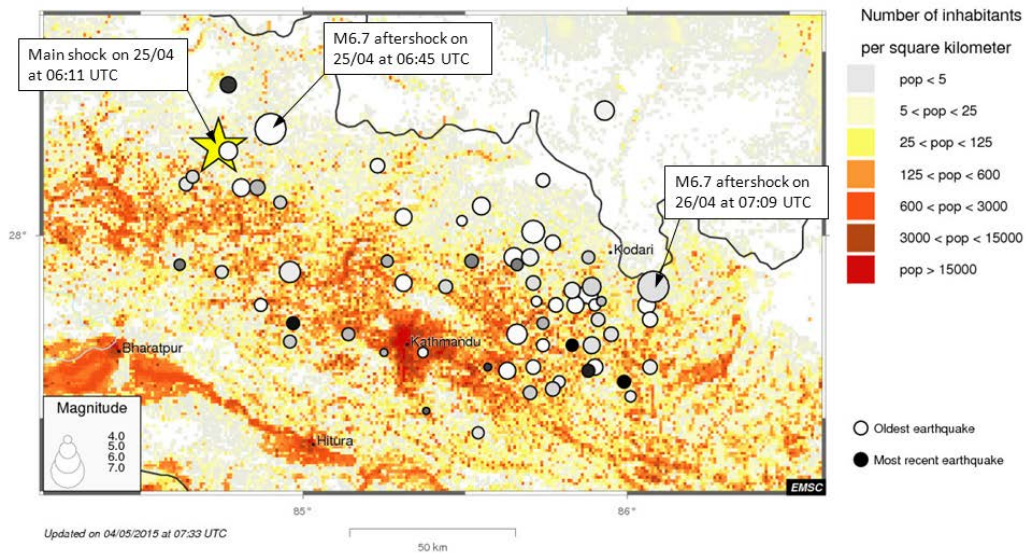 Main shock on 25/04
at 06:11 UTC
M6.7 aftershock on
25/04 at 06:45 UTC
M6.7 aftershock on
26/04 at 07:09 UTC
28°
Kodari
Kathmandu
Bharatpur
Hitura
Magnitude
4.0
5.0
6.0
7.0
EMSC
85°
86°
Updated on 04/05/2015 at 07:33 UTC
50 km
Number of inhabitants
per square kilometer
pop < 5
5 < pop < 25
25 < pop < 125
125 < pop < 600
600 < pop < 3000
3000 < pop < 15000
pop > 15000
Oldest earthquake
Most recent earthquake